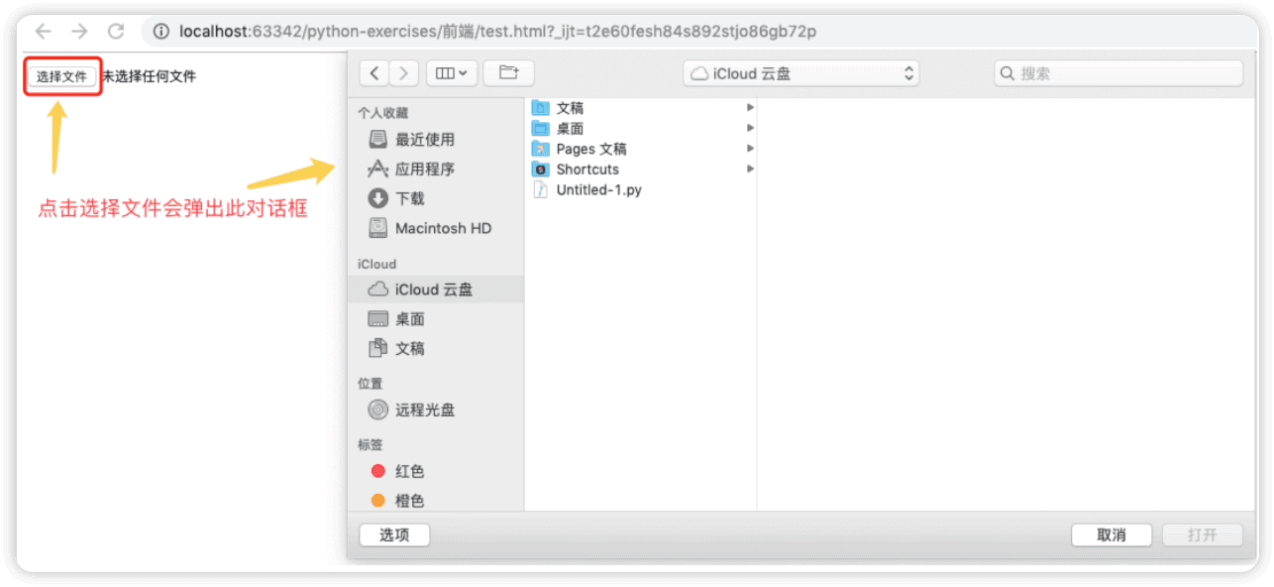 localhost:63342/python-exercises/前端/test.html?_ijt=t2e60fesh84s892stjo86gb72p
选择文件 未选择任何文件
iCloud 云盘
搜索
点击选择文件会弹出此对话框
个人收藏
最近使用
应用程序
下载
Macintosh HD
iCloud
iCloud 云盘
桌面
文稿
位置
远程光盘
标签
红色
橙色
文稿
桌面
Pages 文稿
Shortcuts
Untitled-1.py
选项
取消
打开